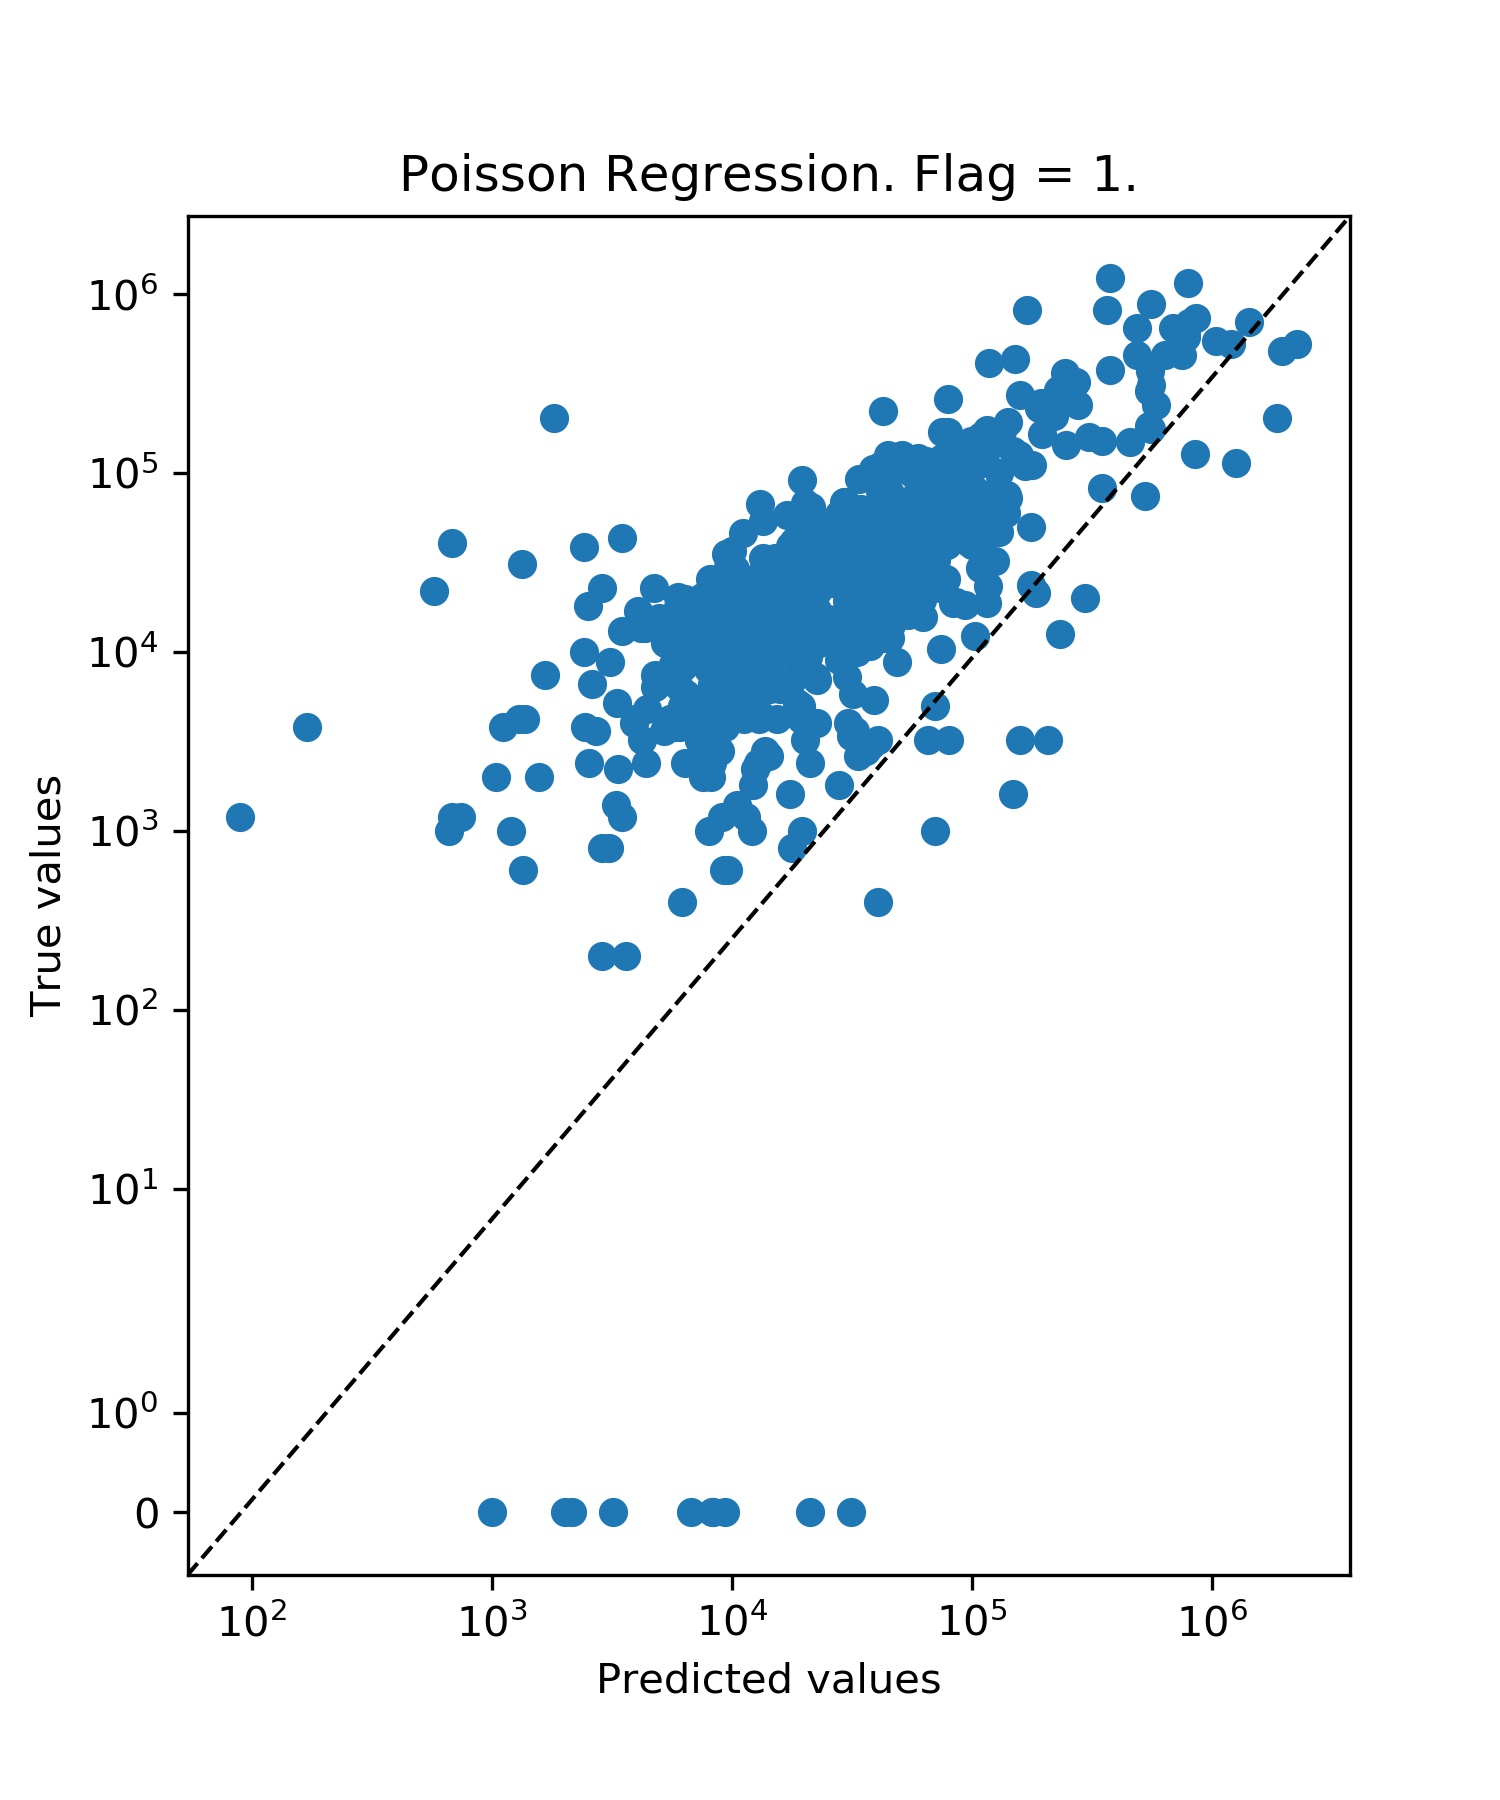 Poisson Regression. Flag = 1.
10⁶
10⁵
10⁴
10³
10²
10¹
10⁰
0
True values
10² 10³ 10⁴ 10⁵ 10⁶
Predicted values